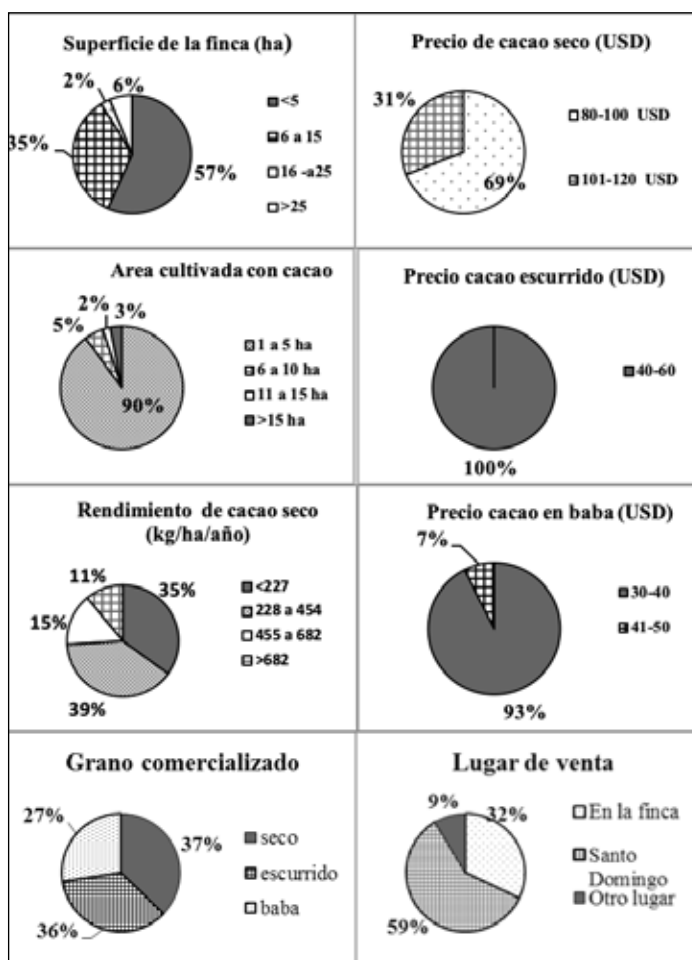 Superficie de la finca (ha)
2%
6%
35%
57%
<5
6 a 15
16 -a25
>25
Precio de cacao seco (USD)
31%
69%
80-100 USD
101-120 USD
Area cultivada con cacao
2%
3%
5%
90%
1 a 5 ha
6 a 10 ha
11 a 15 ha
>15 ha
Precio cacao escurrido (USD)
40-60
100%
Rendimiento de cacao seco
(kg/ha/año)
11%
35%
15%
39%
<227
228 a 454
455 a 682
>682
Precio cacao en baba (USD)
7%
93%
30-40
41-50
Grano comercializado
27%
37%
36%
seco
escurrido
baba
Lugar de venta
9%
32%
59%
En la finca
Santo
Domingo
Otro lugar